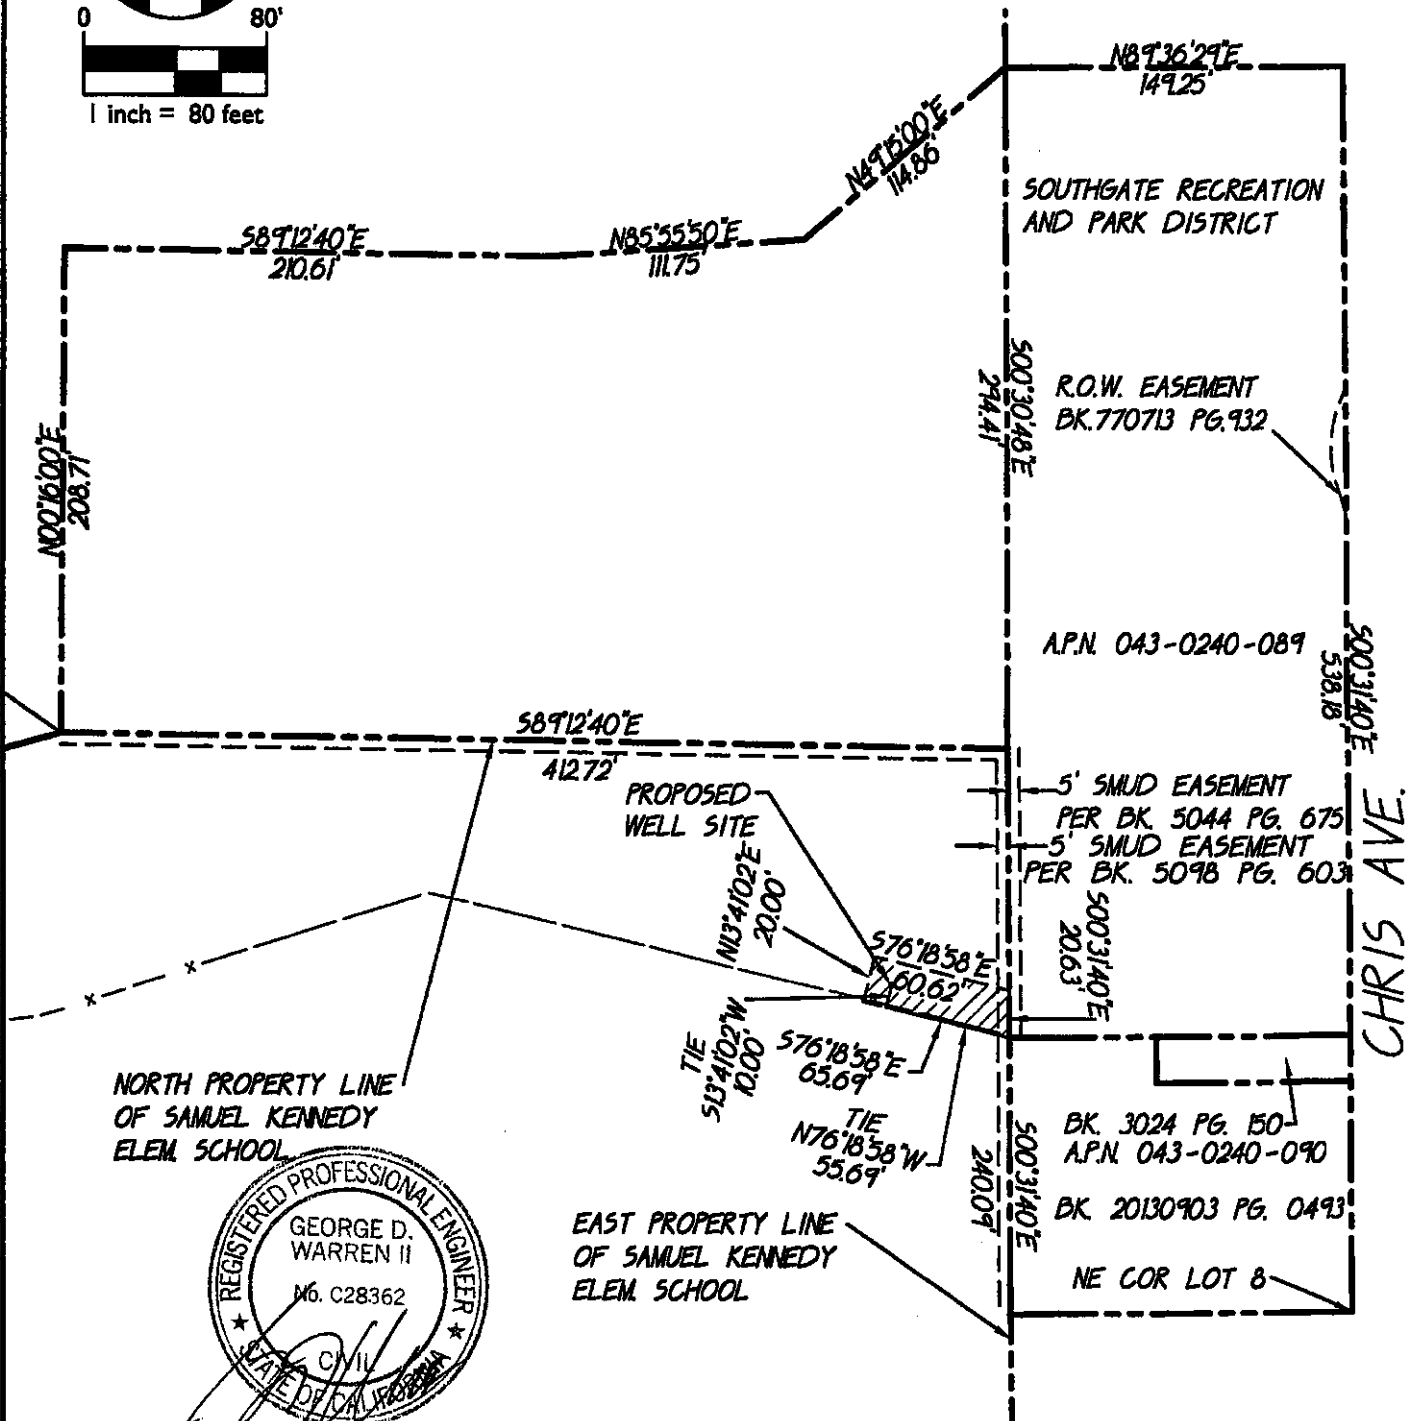 0 80'
1 inch = 80 feet
N89°36'29"E
149.25'
N49°15'00"E
114.86'
SOUTHGATE RECREATION
AND PARK DISTRICT
S89°12'40"E
210.61'
N85°55'50"E
111.75'
S00°30'48"E
294.41'
R.O.W. EASEMENT
BK.770713 PG.932
N00°16'00"E
208.71'
A.P.N. 043-0240-089
S00°31'40"E
538.18'
S89°12'40"E
412.72'
PROPOSED
WELL SITE
5' SMUD EASEMENT
PER BK. 5044 PG. 675
5' SMUD EASEMENT
PER BK. 5098 PG. 603
CHRIS AVE.
N13°41'02"E
20.00'
S76°18'58"E
60.62'
S00°31'40"E
20.63'
TIE
S13°41'02"W
10.00'
S76°18'58"E
65.69'
TIE
N76°18'58"W
55.69'
NORTH PROPERTY LINE
OF SAMUEL KENNEDY
ELEM. SCHOOL
BK. 3024 PG. 150
A.P.N. 043-0240-090
S00°31'40"E
240.09'
BK. 20130903 PG. 0493
EAST PROPERTY LINE
OF SAMUEL KENNEDY
ELEM. SCHOOL
NE COR LOT 8
REGISTERED PROFESSIONAL ENGINEER
GEORGE D.
WARREN II
No. C28362
CIVIL
STATE OF CALIFORNIA